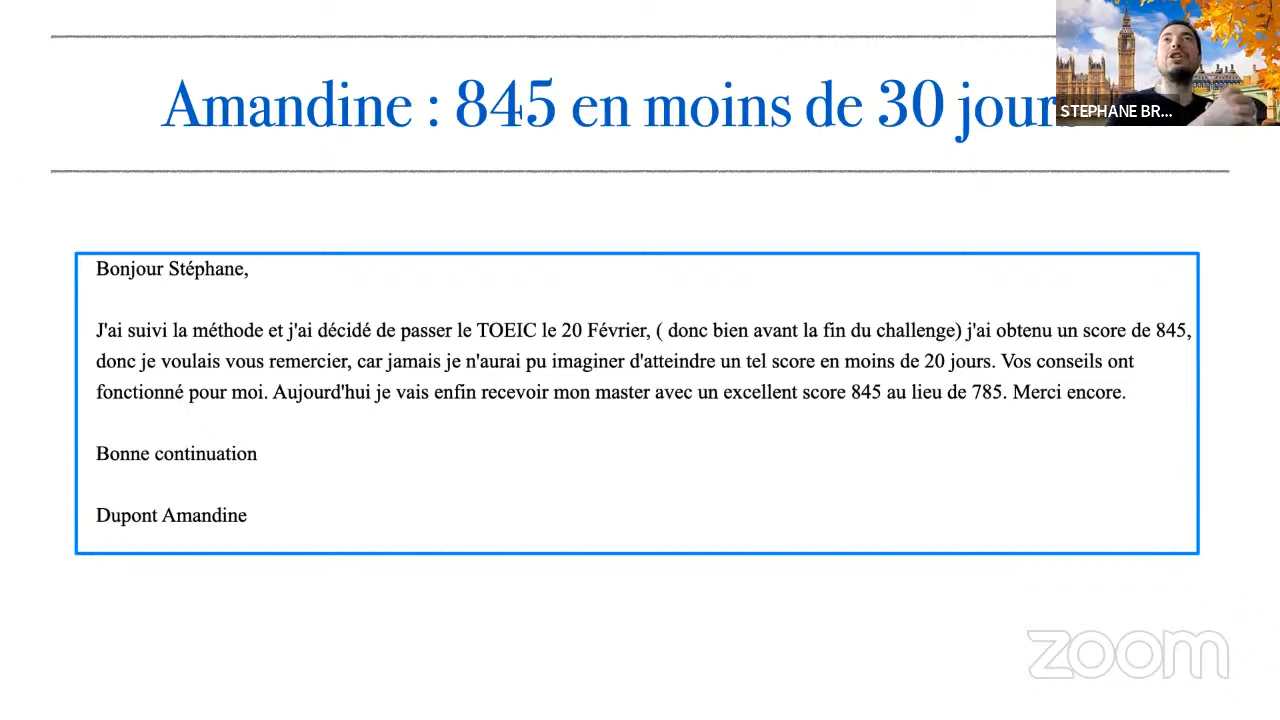 Amandine : 845 en moins de 30 jours
STEPHANE BR...
Bonjour Stéphane,
J'ai suivi la méthode et j'ai décidé de passer le TOEIC le 20 Février, ( donc bien avant la fin du challenge) j'ai obtenu un score de 845,
donc je voulais vous remercier, car jamais je n'aurai pu imaginer d'atteindre un tel score en moins de 20 jours. Vos conseils ont
fonctionné pour moi. Aujourd'hui je vais enfin recevoir mon master avec un excellent score 845 au lieu de 785. Merci encore.
Bonne continuation
Dupont Amandine
zoom